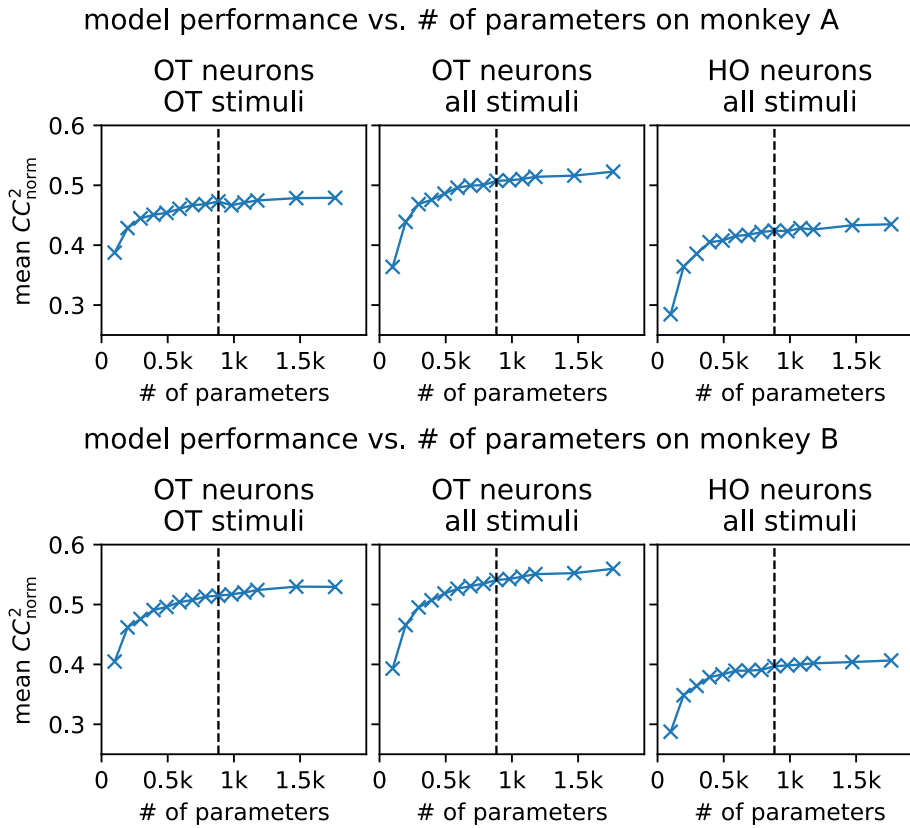 model performance vs. # of parameters on monkey A
OT neurons
OT stimuli
OT neurons
all stimuli
HO neurons
all stimuli
mean CC²norm
0.6
0.5
0.4
0.3
0 0.5k 1k 1.5k
0 0.5k 1k 1.5k
0 0.5k 1k 1.5k
# of parameters
# of parameters
# of parameters
model performance vs. # of parameters on monkey B
OT neurons
OT stimuli
OT neurons
all stimuli
HO neurons
all stimuli
mean CC²norm
0.6
0.5
0.4
0.3
0 0.5k 1k 1.5k
0 0.5k 1k 1.5k
0 0.5k 1k 1.5k
# of parameters
# of parameters
# of parameters